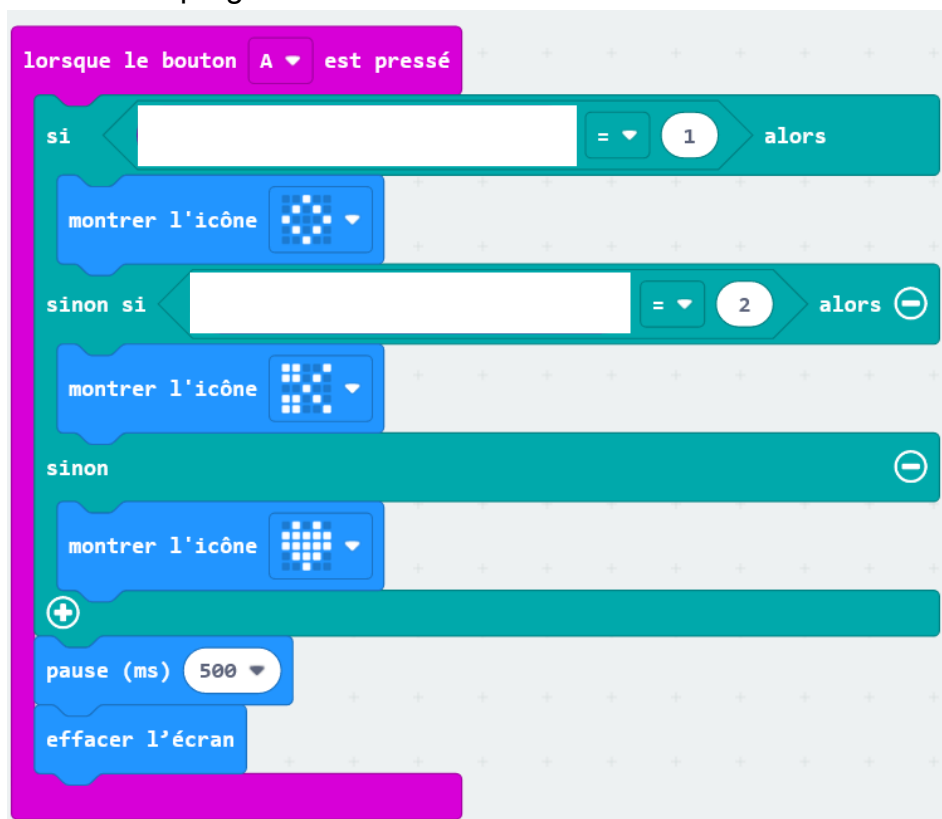 lorsque le bouton A est pressé
si = 1 alors
montrer l'icône
sinon si = 2 alors
montrer l'icône
sinon
montrer l'icône
pause (ms) 500
effacer l’écran